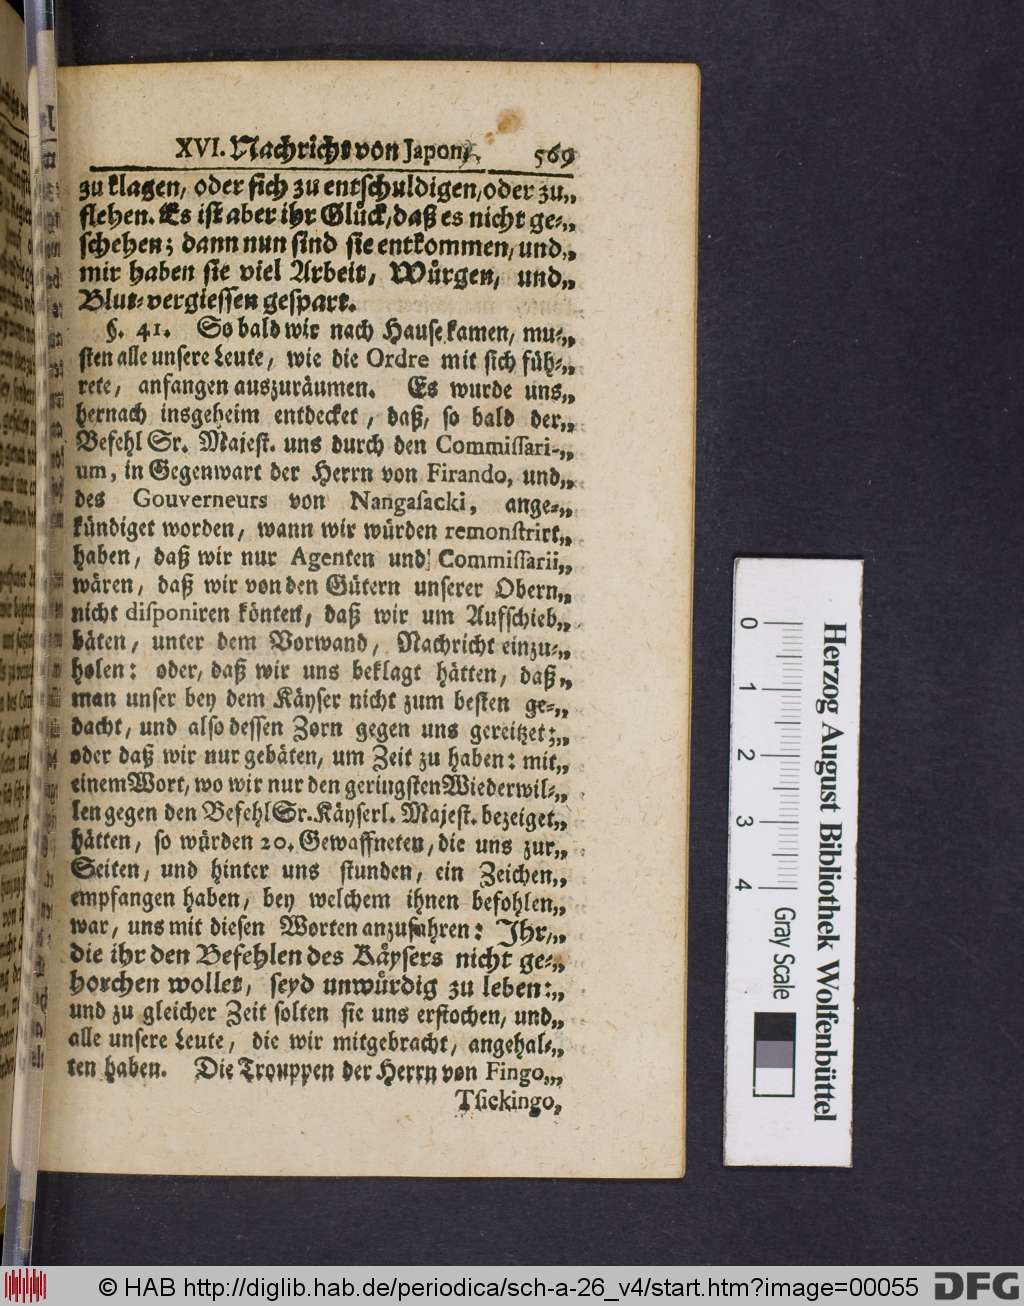 XVI. Nachricht von Japon, 569
zu klagen, oder sich zu entschuldigen, oder zu„
flehen. Es ist aber ihr Glück, daß es nicht ge-„
schehen; dann nun sind sie entkommen, und„
mir haben sie viel Arbeit, Würgen, und„
Blut-vergiessen gespart.
§. 41. So bald wir nach Hause kamen, mu-„
sten alle unsere Leute, wie die Ordre mit sich füh-„
rete, anfangen auszuräumen. Es wurde uns„
hernach insgeheim entdecket, daß, so bald der„
Befehl Sr. Majest. uns durch den Commissari-„
um, in Gegenwart der Herrn von Firando, und„
des Gouverneurs von Nangasacki, ange-„
kündiget worden, wann wir würden remonstrirt„
haben, daß wir nur Agenten und Commissarii„
wären, daß wir von den Gütern unserer Obern„
nicht disponiren könten, daß wir um Aufschieb„
bäten, unter dem Vorwand, Nachricht einzu-„
holen: oder, daß wir uns beklagt hätten, daß„
man unser bey dem Käyser nicht zum besten ge-„
dacht, und also dessen Zorn gegen uns gereitzet;„
oder daß wir nur gebäten, um Zeit zu haben: mit„
einem Wort, wo wir nur den geringsten Wiederwil-„
len gegen den Befehl Sr. Käyserl. Majest. bezeiget„
hätten, so würden 20. Gewaffneten, die uns zur„
Seiten, und hinter uns stunden, ein Zeichen„
empfangen haben, bey welchem ihnen befohlen„
war, uns mit diesen Worten anzufahren: Ihr,„
die ihr den Befehlen des Käysers nicht ge-„
horchen wollet, seyd unwürdig zu leben:„
und zu gleicher Zeit solten sie uns erstochen, und„
alle unsere Leute, die wir mitgebracht, angehal-„
ten haben. Die Trouppen der Herrn von Fingo,„
Tsickingo,
0 1 2 3 4
Gray Scale
Herzog August Bibliothek Wolfenbüttel
© HAB http://diglib.hab.de/periodica/sch-a-26_v4/start.htm?image=00055
DFG